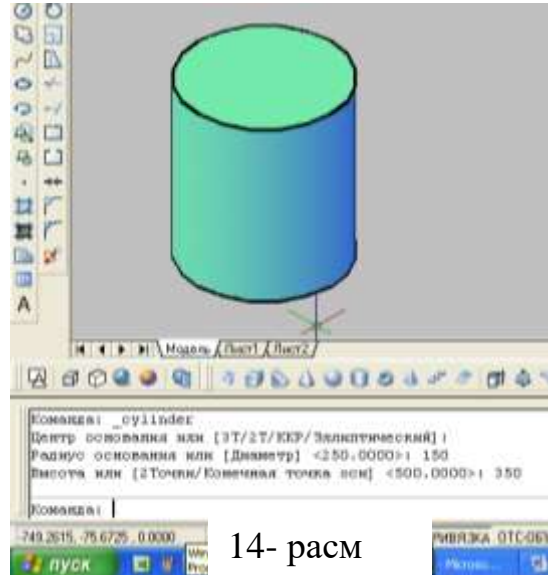 A
Модель Лист1 Лист2
Команда: _cylinder
Центр основания или [3Т/2Т/ККР/Эллиптический]:
Радиус основания или [Диаметр] <250.0000>: 150
Высота или [2Точки/Конечная точка оси] <500.0000>: 350
Команда:
-749.2615, -75.6725 , 0.0000
14- расм
пуск